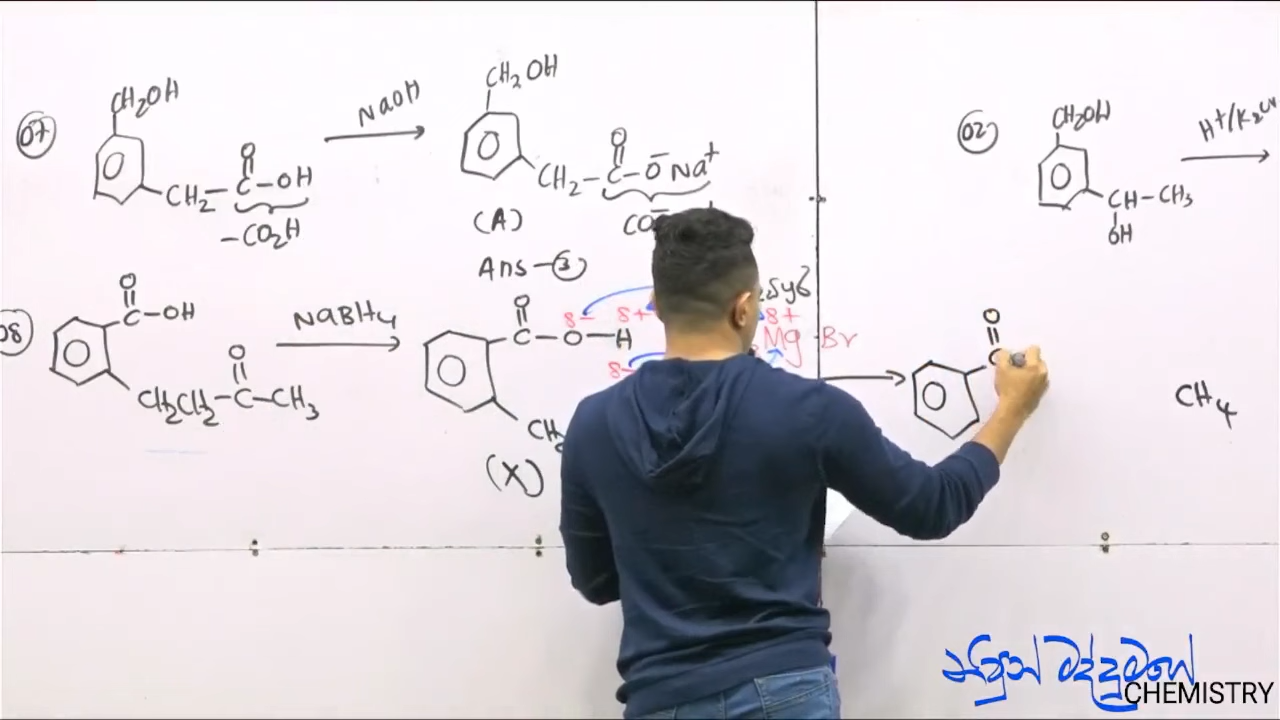 07
CH₂OH
O
CH₂–C–OH
–CO₂H
NaOH
CH₂OH
O
CH₂–C–O⁻Na⁺
(A)
Ans – 3
08
O
C–OH
O
CH₂CH₂–C–CH₃
NaBH₄
O
C–O–H
δ– δ+
δ–
δ+
Mg Br
(X)
02
CH₂OH
CH–CH₃
OH
O
C
CH₄
CHEMISTRY